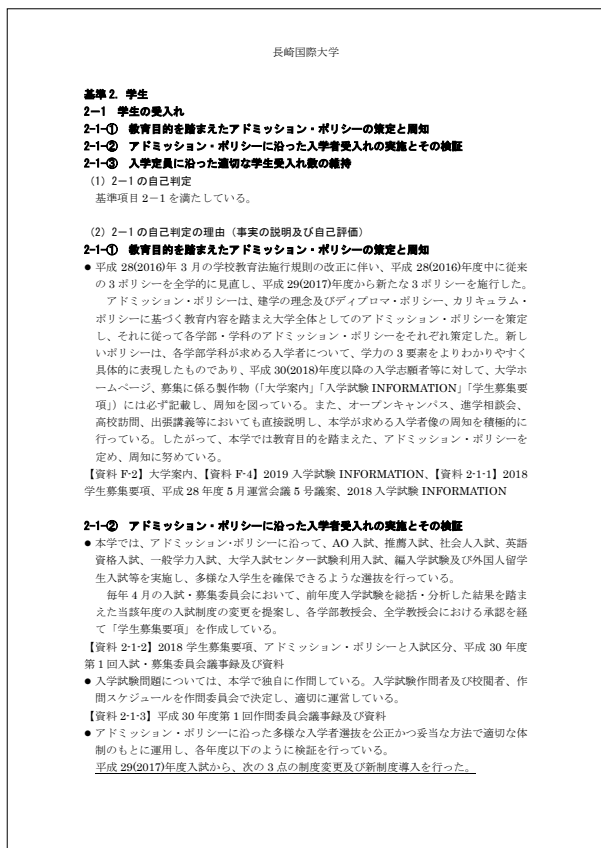 長崎国際大学
基準 2. 学生
2－1 学生の受入れ
2-1-① 教育目的を踏まえたアドミッション・ポリシーの策定と周知
2-1-② アドミッション・ポリシーに沿った入学者受入れの実施とその検証
2-1-③ 入学定員に沿った適切な学生受入れ数の維持
（1）2－1 の自己判定
基準項目 2－1 を満たしている。
（2）2－1 の自己判定の理由（事実の説明及び自己評価）
2-1-① 教育目的を踏まえたアドミッション・ポリシーの策定と周知
● 平成 28(2016)年 3 月の学校教育法施行規則の改正に伴い、平成 28(2016)年度中に従来
の 3 ポリシーを全学的に見直し、平成 29(2017)年度から新たな 3 ポリシーを施行した。
アドミッション・ポリシーは、建学の理念及びディプロマ・ポリシー、カリキュラム・
ポリシーに基づく教育内容を踏まえ大学全体としてのアドミッション・ポリシーを策定
し、それに従って各学部・学科のアドミッション・ポリシーをそれぞれ策定した。新し
いポリシーは、各学部学科が求める入学者について、学力の 3 要素をよりわかりやすく
具体的に表現したものであり、平成 30(2018)年度以降の入学志願者等に対して、大学ホ
ームページ、募集に係る製作物（「大学案内」「入学試験 INFORMATION」「学生募集要
項」）には必ず記載し、周知を図っている。また、オープンキャンパス、進学相談会、
高校訪問、出張講義等においても直接説明し、本学が求める入学者像の周知を積極的に
行っている。したがって、本学では教育目的を踏まえた、アドミッション・ポリシーを
定め、周知に努めている。
【資料 F-2】大学案内、【資料 F-4】2019 入学試験 INFORMATION、【資料 2-1-1】2018
学生募集要項、平成 28 年度 5 月運営会議 5 号議案、2018 入学試験 INFORMATION
2-1-② アドミッション・ポリシーに沿った入学者受入れの実施とその検証
● 本学では、アドミッション・ポリシーに沿って、AO 入試、推薦入試、社会人入試、英語
資格入試、一般学力入試、大学入試センター試験利用入試、編入学試験及び外国人留学
生入試等を実施し、多様な入学生を確保できるような選抜を行っている。
毎年 4 月の入試・募集委員会において、前年度入学試験を総括・分析した結果を踏ま
えた当該年度の入試制度の変更を提案し、各学部教授会、全学教授会における承認を経
て「学生募集要項」を作成している。
【資料 2-1-2】2018 学生募集要項、アドミッション・ポリシーと入試区分、平成 30 年度
第 1 回入試・募集委員会議事録及び資料
● 入学試験問題については、本学で独自に作問している。入学試験作問者及び校閲者、作
問スケジュールを作問委員会で決定し、適切に運営している。
【資料 2-1-3】平成 30 年度第 1 回作問委員会議事録及び資料
● アドミッション・ポリシーに沿った多様な入学者選抜を公正かつ妥当な方法で適切な体
制のもとに運用し、各年度以下のように検証を行っている。
平成 29(2017)年度入試から、次の 3 点の制度変更及び新制度導入を行った。